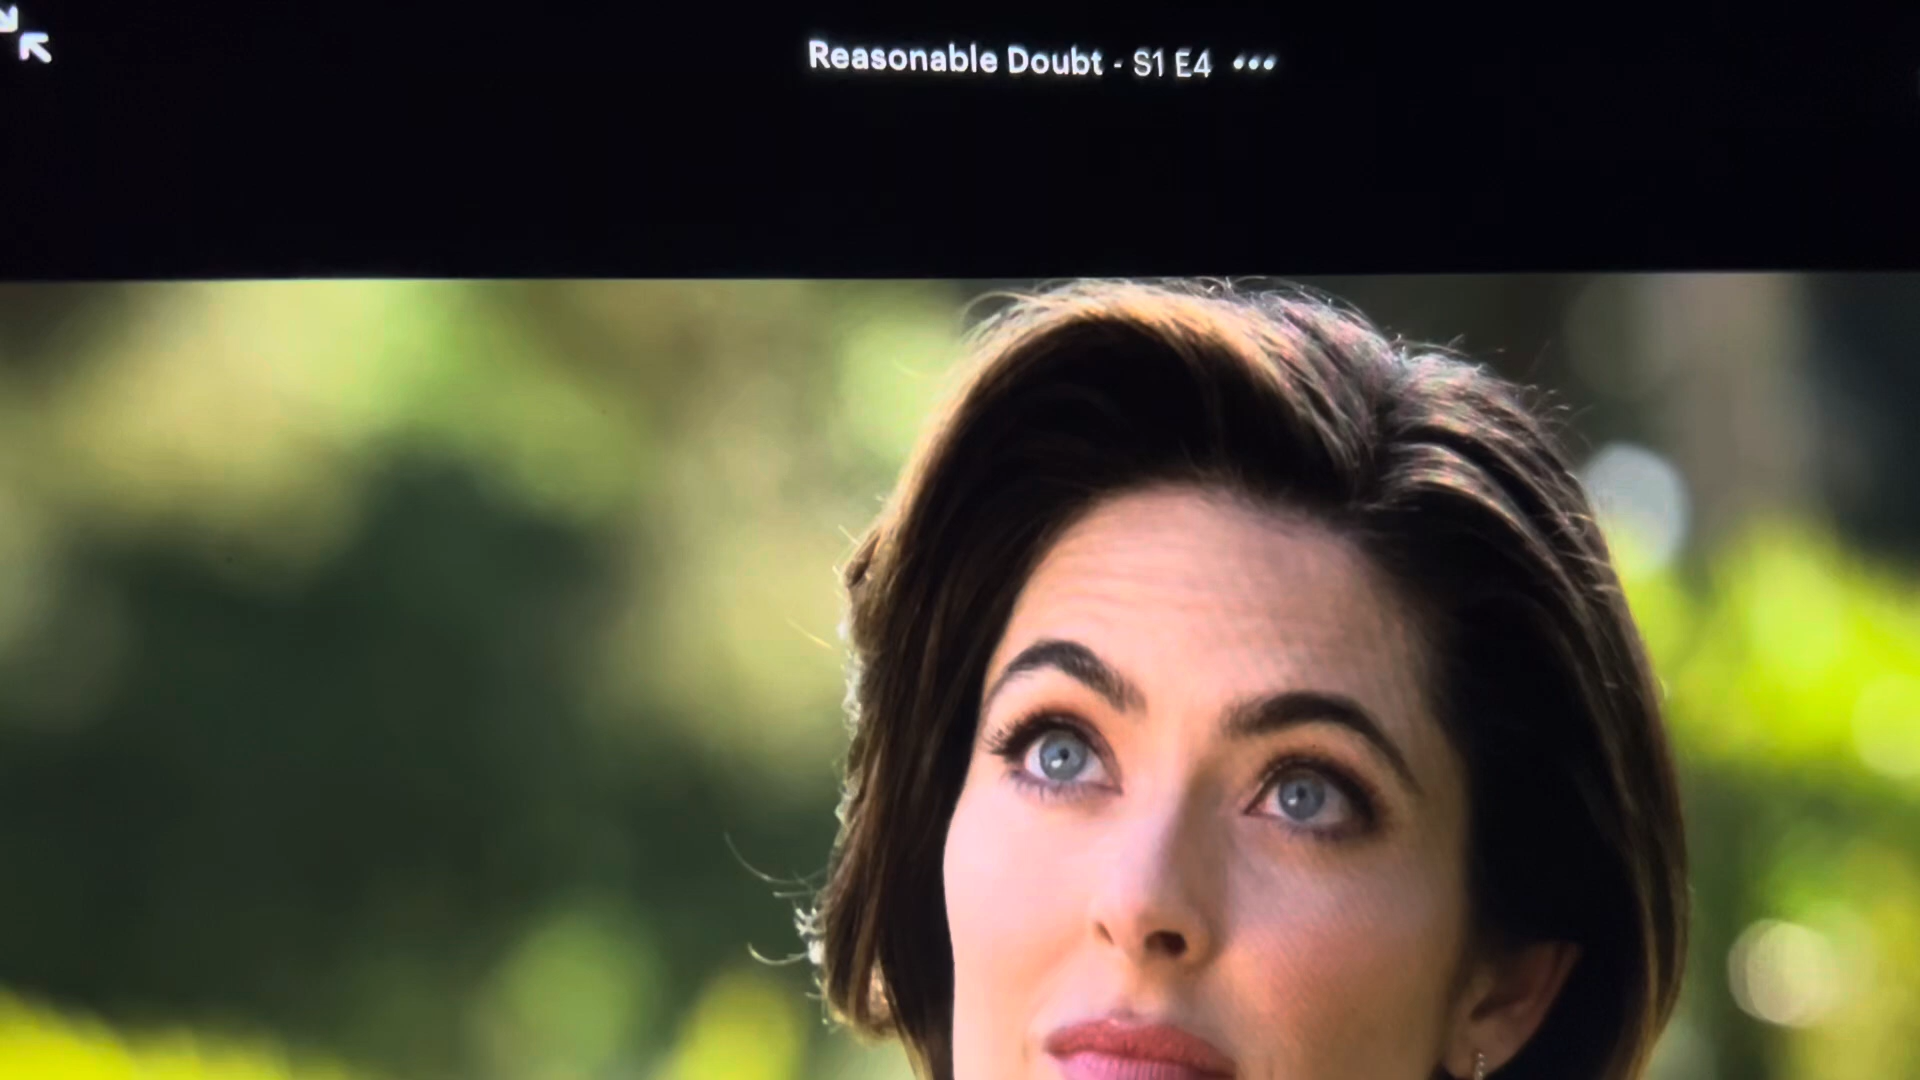 Reasonable Doubt - S1 E4 •••